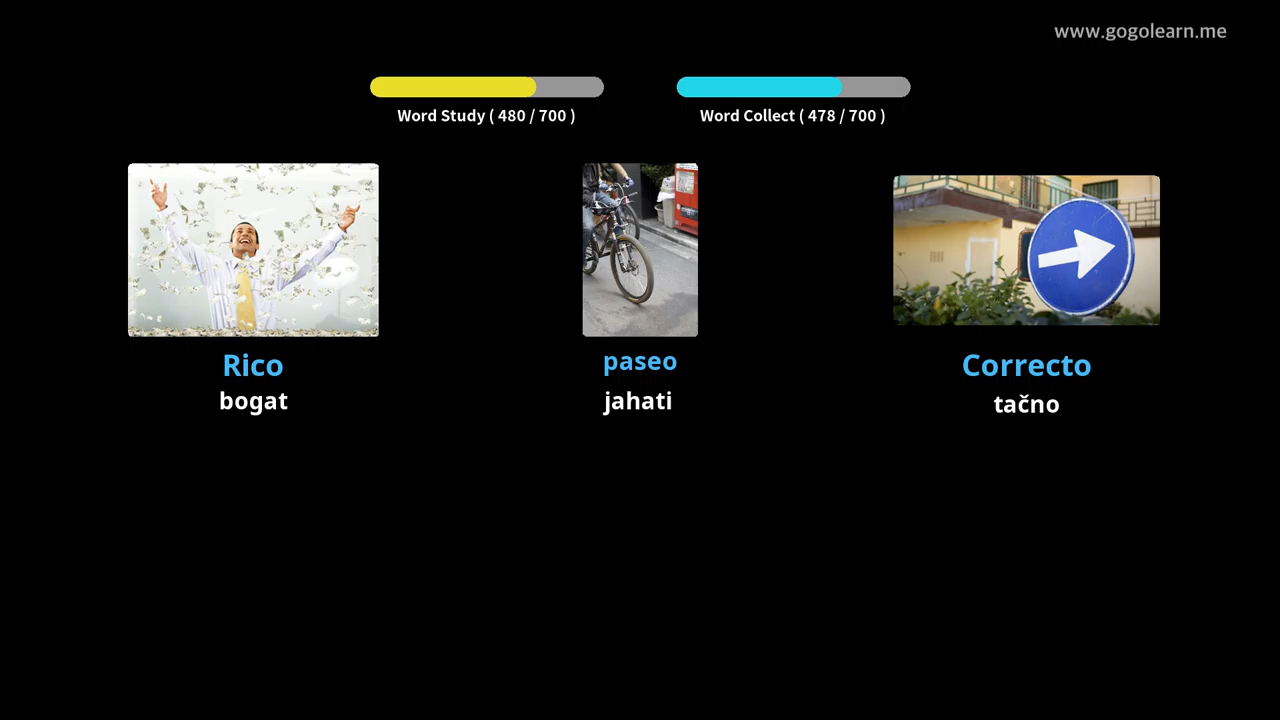 www.gogolearn.me
Word Study ( 480 / 700 )
Word Collect ( 478 / 700 )
Rico
bogat
paseo
jahati
Correcto
tačno